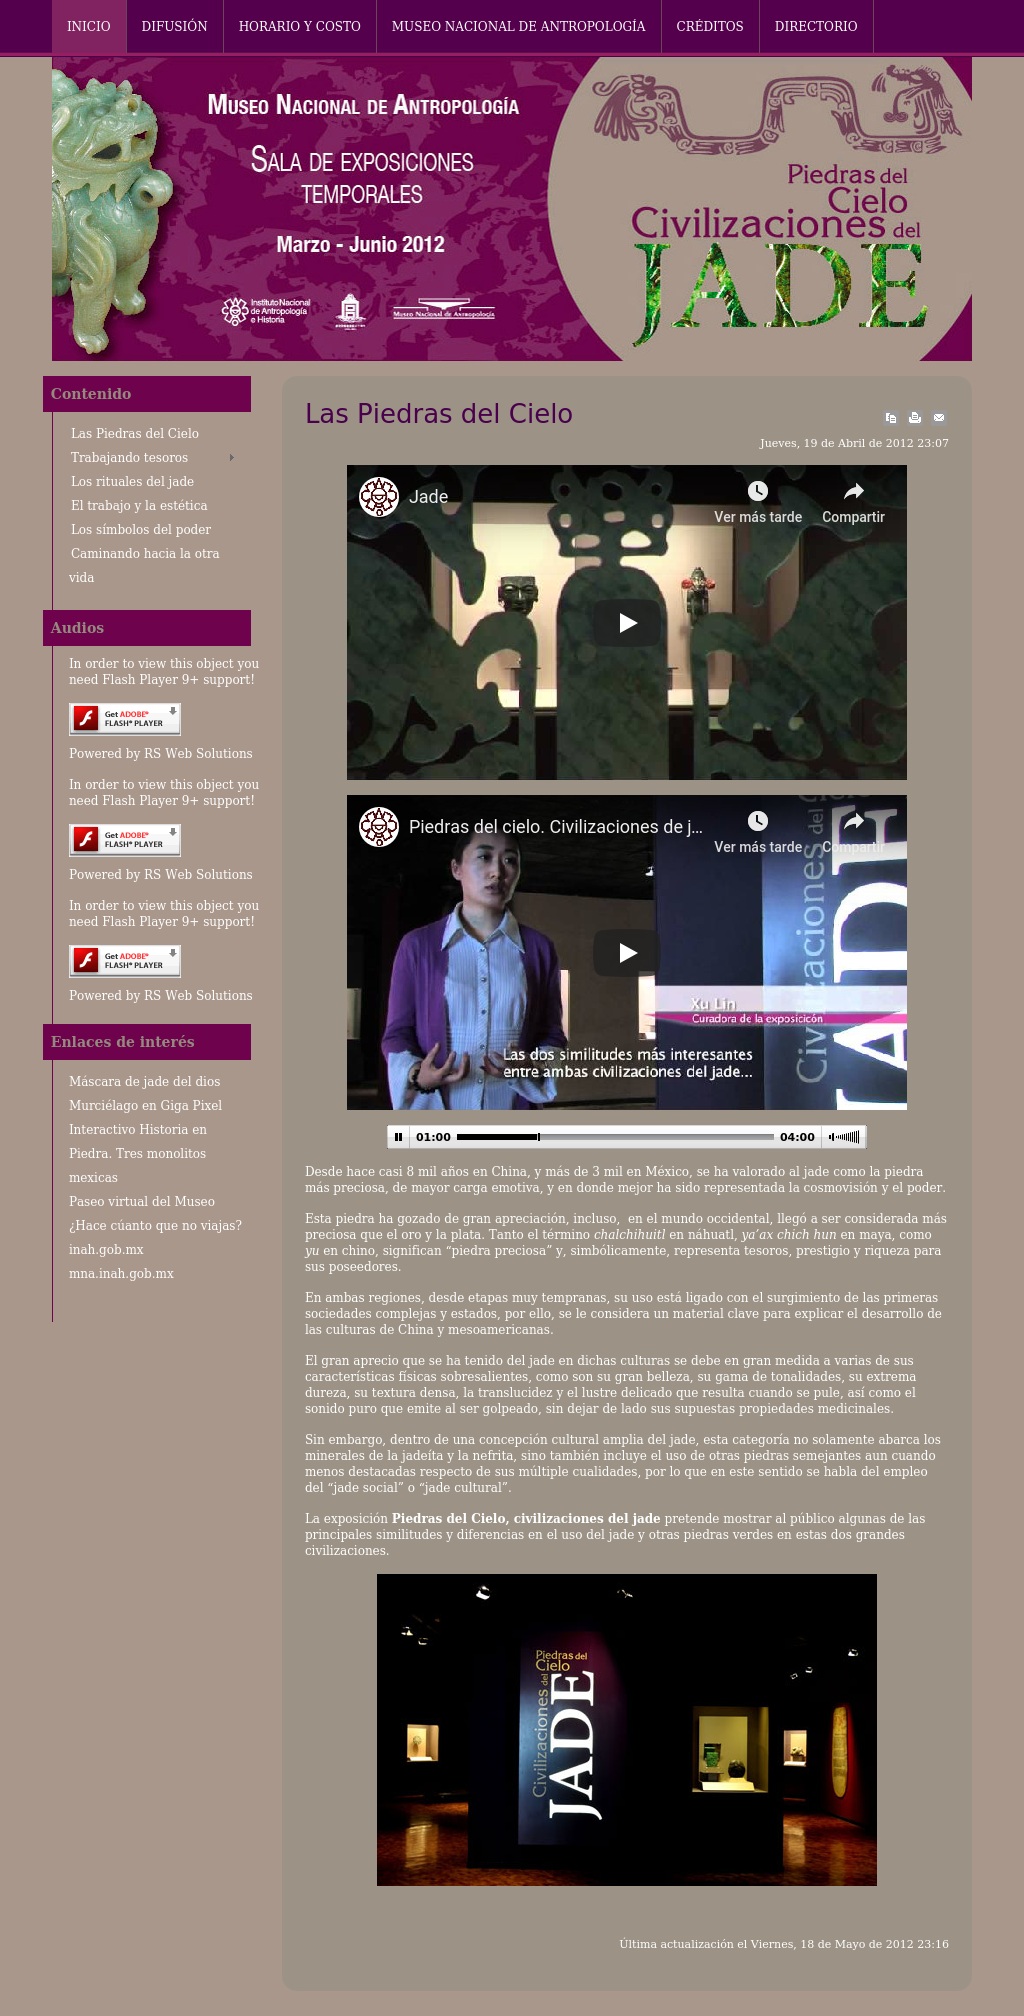 INICIO
DIFUSIÓN
HORARIO Y COSTO
MUSEO NACIONAL DE ANTROPOLOGÍA
CRÉDITOS
DIRECTORIO
MUSEO NACIONAL DE ANTROPOLOGÍA
SALA DE EXPOSICIONES
TEMPORALES
Marzo - Junio 2012
Instituto Nacional
de Antropología
e Historia
Museo Nacional de Antropología
Piedras del
Cielo
Civilizaciones del
JADE
Contenido
Las Piedras del Cielo
Trabajando tesoros
Los rituales del jade
El trabajo y la estética
Los símbolos del poder
Caminando hacia la otra
vida
Audios
In order to view this object you
need Flash Player 9+ support!
Get ADOBE®
FLASH® PLAYER
Powered by RS Web Solutions
In order to view this object you
need Flash Player 9+ support!
Get ADOBE®
FLASH® PLAYER
Powered by RS Web Solutions
In order to view this object you
need Flash Player 9+ support!
Get ADOBE®
FLASH® PLAYER
Powered by RS Web Solutions
Enlaces de interés
Máscara de jade del dios
Murciélago en Giga Pixel
Interactivo Historia en
Piedra. Tres monolitos
mexicas
Paseo virtual del Museo
¿Hace cúanto que no viajas?
inah.gob.mx
mna.inah.gob.mx
Las Piedras del Cielo
Jueves, 19 de Abril de 2012 23:07
Jade
Ver más tarde
Compartir
Piedras del cielo. Civilizaciones de j…
Ver más tarde
Compartir
Cielo
Civilizaciones del
JADE
Xu Lin
Curadora de la exposicicón
Las dos similitudes más interesantes
entre ambas civilizaciones del jade...
01:00
04:00
Desde hace casi 8 mil años en China, y más de 3 mil en México, se ha valorado al jade como la piedra
más preciosa, de mayor carga emotiva, y en donde mejor ha sido representada la cosmovisión y el poder.
Esta piedra ha gozado de gran apreciación, incluso,  en el mundo occidental, llegó a ser considerada más
preciosa que el oro y la plata. Tanto el término chalchihuitl en náhuatl, ya’ax chich hun en maya, como
yu en chino, significan “piedra preciosa” y, simbólicamente, representa tesoros, prestigio y riqueza para
sus poseedores.
En ambas regiones, desde etapas muy tempranas, su uso está ligado con el surgimiento de las primeras
sociedades complejas y estados, por ello, se le considera un material clave para explicar el desarrollo de
las culturas de China y mesoamericanas.
El gran aprecio que se ha tenido del jade en dichas culturas se debe en gran medida a varias de sus
características físicas sobresalientes, como son su gran belleza, su gama de tonalidades, su extrema
dureza, su textura densa, la translucidez y el lustre delicado que resulta cuando se pule, así como el
sonido puro que emite al ser golpeado, sin dejar de lado sus supuestas propiedades medicinales.
Sin embargo, dentro de una concepción cultural amplia del jade, esta categoría no solamente abarca los
minerales de la jadeíta y la nefrita, sino también incluye el uso de otras piedras semejantes aun cuando
menos destacadas respecto de sus múltiple cualidades, por lo que en este sentido se habla del empleo
del “jade social” o “jade cultural”.
La exposición Piedras del Cielo, civilizaciones del jade pretende mostrar al público algunas de las
principales similitudes y diferencias en el uso del jade y otras piedras verdes en estas dos grandes
civilizaciones.
Piedras del
Cielo
Civilizaciones del
JADE
Última actualización el Viernes, 18 de Mayo de 2012 23:16